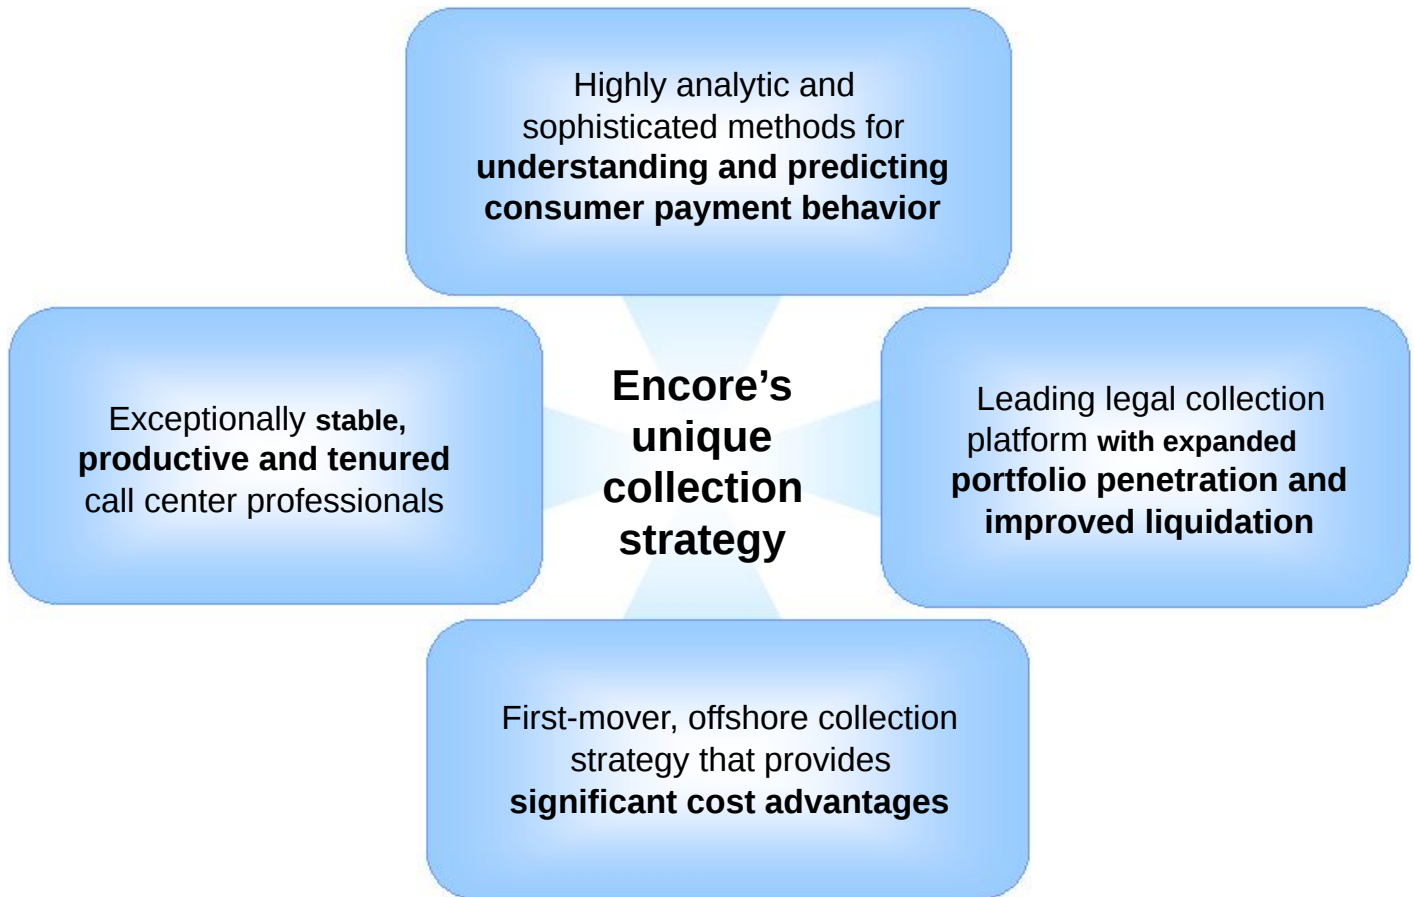 Highly analytic and
sophisticated methods for
understanding and predicting
consumer payment behavior
Exceptionally stable,
productive and tenured
call center professionals
Encore’s
unique
collection
strategy
Leading legal collection
platform with expanded
portfolio penetration and
improved liquidation
First-mover, offshore collection
strategy that provides
significant cost advantages